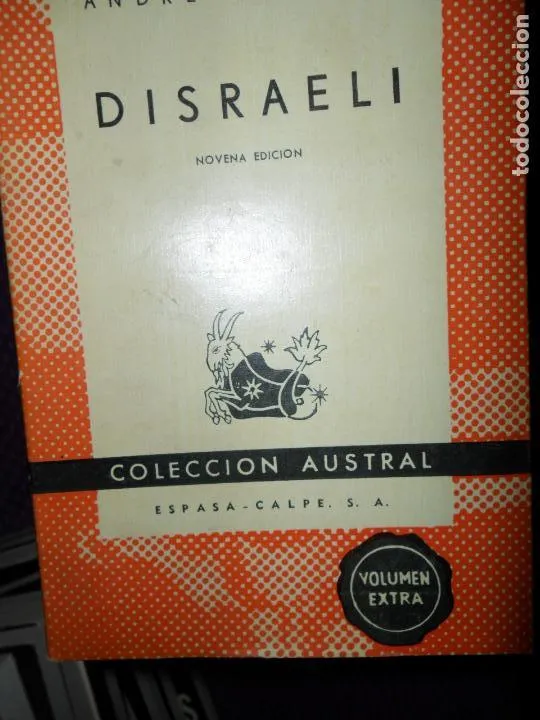 DISRAELI
NOVENA EDICION
COLECCION AUSTRAL
ESPASA-CALPE, S. A.
VOLUMEN
EXTRA
todocoleccion